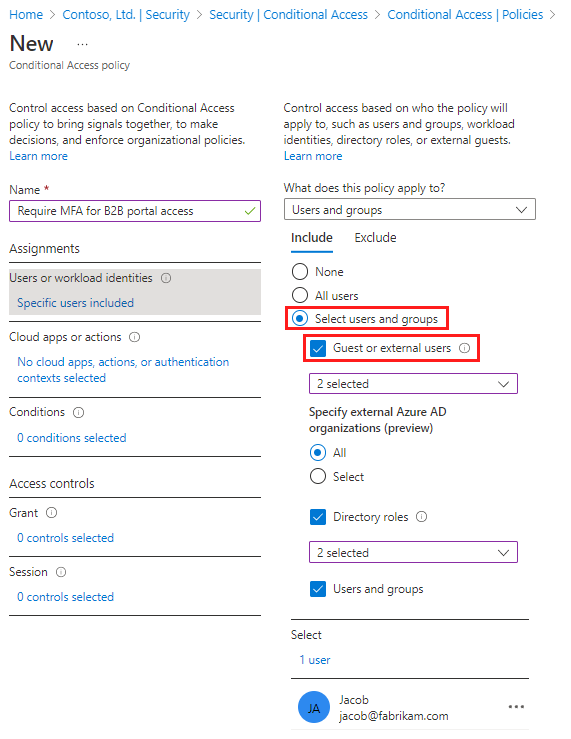 Home > Contoso, Ltd. | Security > Security | Conditional Access > Conditional Access | Policies >
New ...
Conditional Access policy
Control access based on Conditional Access
policy to bring signals together, to make
decisions, and enforce organizational policies.
Learn more
Name *
Require MFA for B2B portal access
Assignments
Users or workload identities
Specific users included
Cloud apps or actions
No cloud apps, actions, or authentication
contexts selected
Conditions
0 conditions selected
Access controls
Grant
0 controls selected
Session
0 controls selected
Control access based on who the policy will
apply to, such as users and groups, workload
identities, directory roles, or external guests.
Learn more
What does this policy apply to?
Users and groups
Include Exclude
None
All users
Select users and groups
Guest or external users
2 selected
Specify external Azure AD
organizations (preview)
All
Select
Directory roles
2 selected
Users and groups
Select
1 user
JA
Jacob
jacob@fabrikam.com